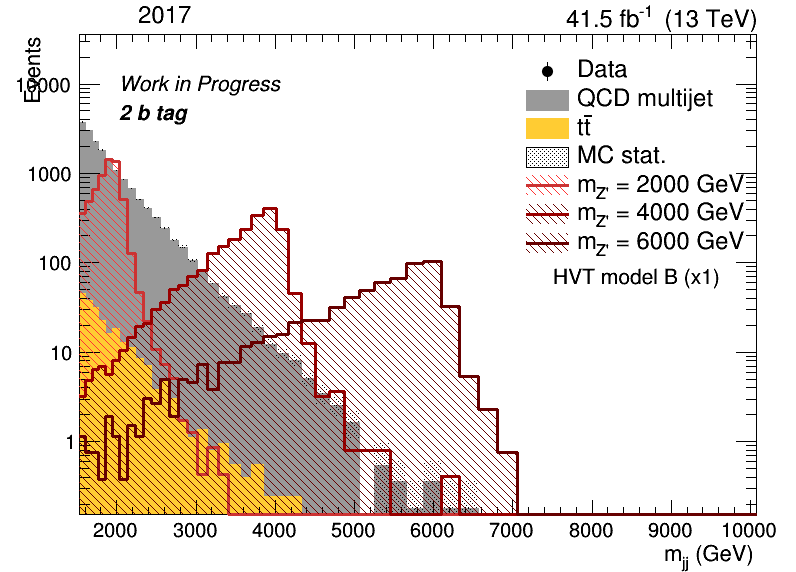 2017
41.5 fb⁻¹ (13 TeV)
Events
Work in Progress
2 b tag
Data
QCD multijet
tt̄
MC stat.
m_Z' = 2000 GeV
m_Z' = 4000 GeV
m_Z' = 6000 GeV
HVT model B (x1)
10000
1000
100
10
1
2000 3000 4000 5000 6000 7000 8000 9000 10000
m_jj (GeV)